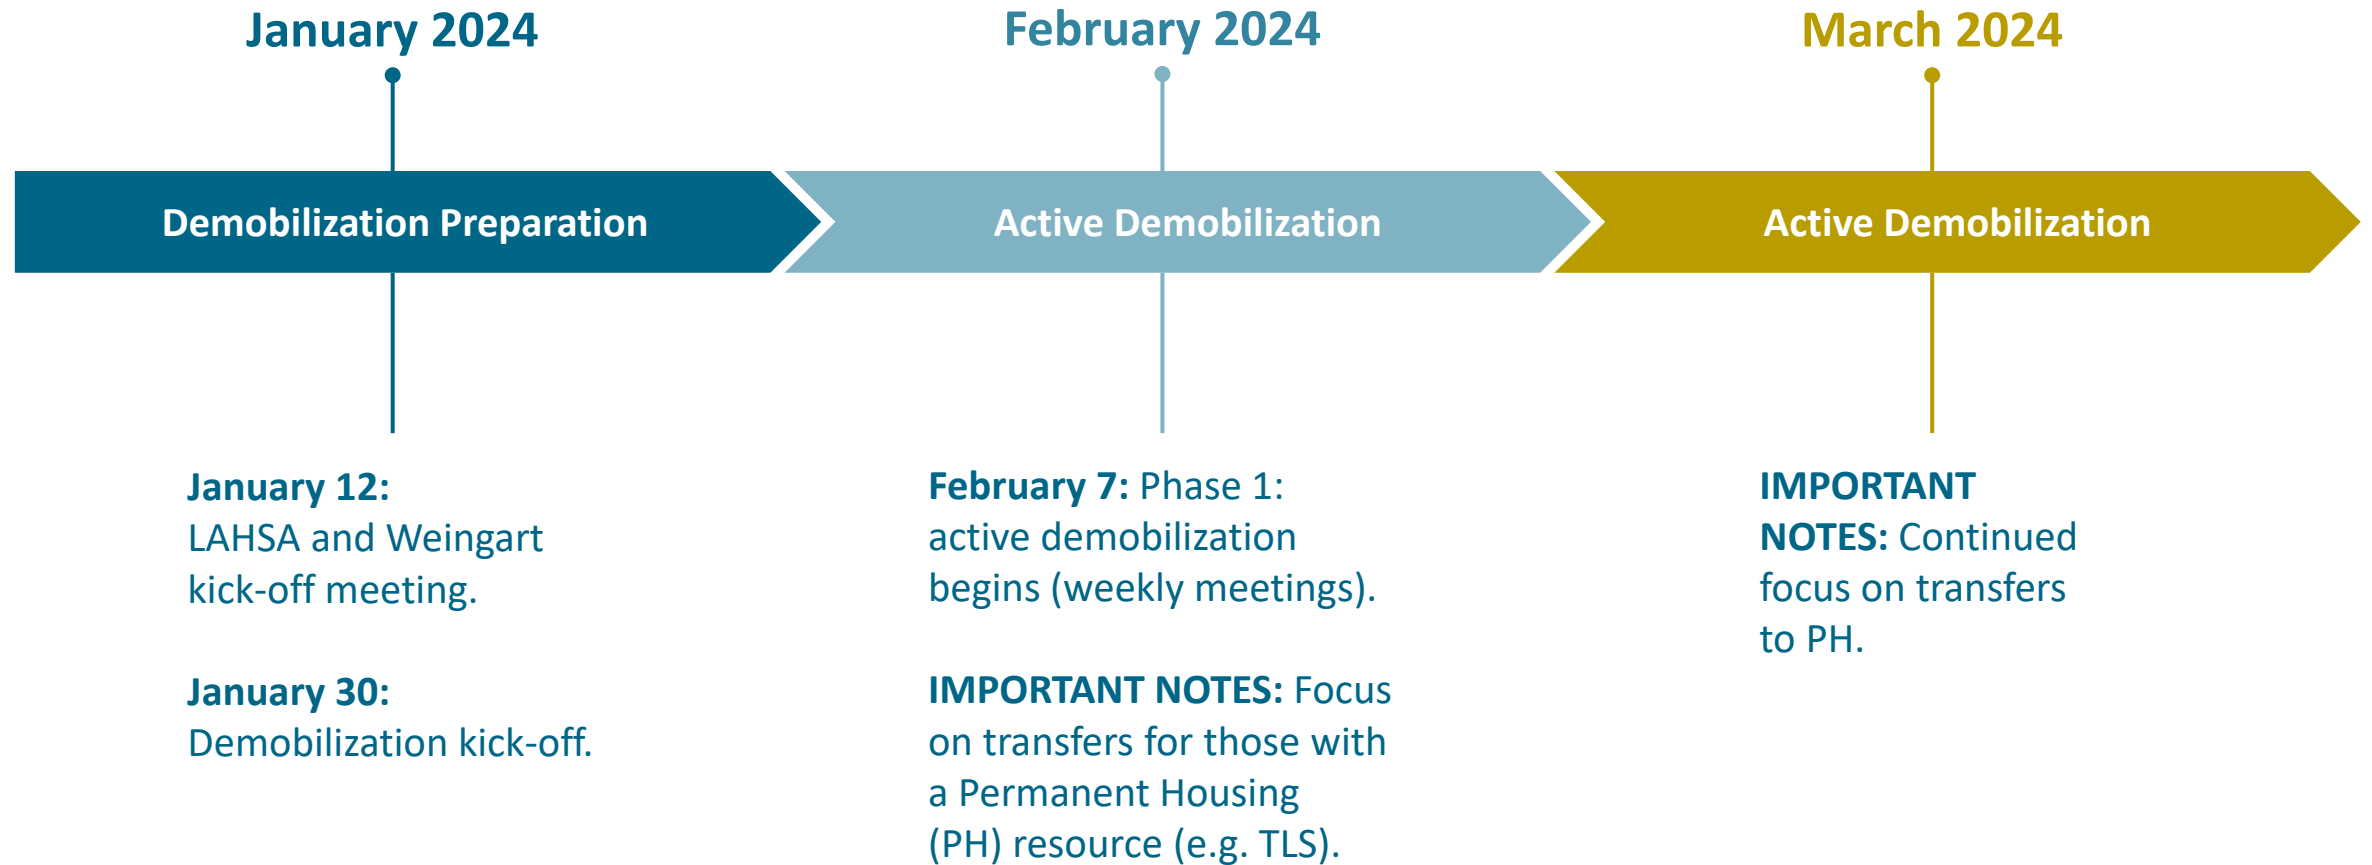 January 2024
February 2024
March 2024
Demobilization Preparation
Active Demobilization
Active Demobilization
January 12:
LAHSA and Weingart
kick-off meeting.
January 30:
Demobilization kick-off.
February 7: Phase 1:
active demobilization
begins (weekly meetings).
IMPORTANT NOTES: Focus
on transfers for those with
a Permanent Housing
(PH) resource (e.g. TLS).
IMPORTANT
NOTES: Continued
focus on transfers
to PH.